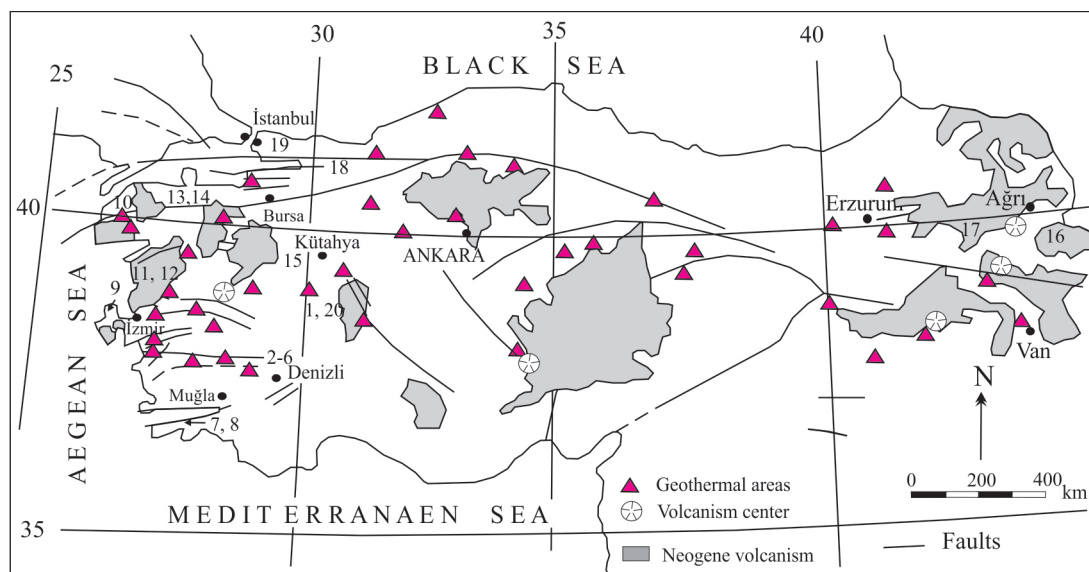 30
35
40
25
BLACK SEA
İstanbul
19
18
Erzurum
Ağrı
10
13,14
Bursa
40
17
16
Kütahya
ANKARA
15
11, 12
9
1, 20
İzmir
2-6
Denizli
Van
Muğla
7, 8
AEGEAN SEA
N
0 200 400
km
Geothermal areas
Volcanism center
MEDITERRANAEN SEA
35
40
Faults
Neogene volcanism